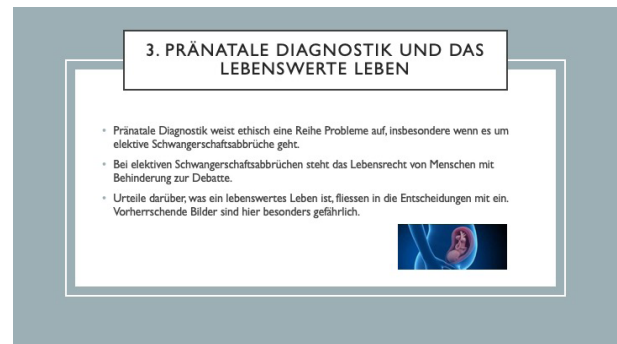 3. PRÄNATALE DIAGNOSTIK UND DAS
LEBENSWERTE LEBEN
• Pränatale Diagnostik weist ethisch eine Reihe Probleme auf, insbesondere wenn es um
elektive Schwangerschaftsabbrüche geht.
• Bei elektiven Schwangerschaftsabbrüchen steht das Lebensrecht von Menschen mit
Behinderung zur Debatte.
• Urteile darüber, was ein lebenswertes Leben ist, fliessen in die Entscheidungen mit ein.
Vorherrschende Bilder sind hier besonders gefährlich.